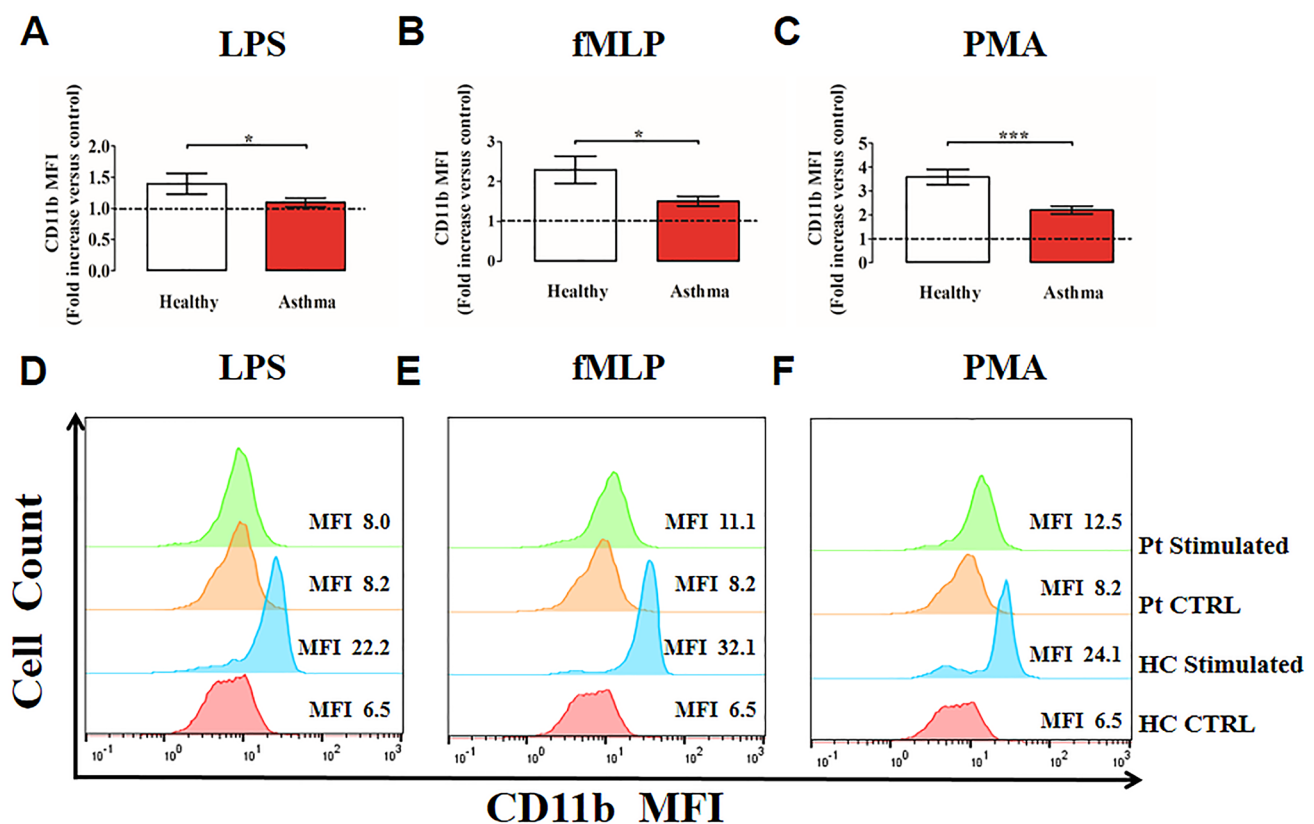 A
LPS
B
fMLP
C
PMA
CD11b MFI
(Fold increase versus control)
2.0
1.5
1.0
0.5
0.0
*
Healthy
Asthma
CD11b MFI
(Fold increase versus control)
3
2
1
0
*
Healthy
Asthma
CD11b MFI
(Fold increase versus control)
5
4
3
2
1
0
***
Healthy
Asthma
D
LPS
E
fMLP
F
PMA
Cell Count
MFI 8.0
MFI 8.2
MFI 22.2
MFI 6.5
10-1 100 101 102 103
MFI 11.1
MFI 8.2
MFI 32.1
MFI 6.5
10-1 100 101 102 103
MFI 12.5
MFI 8.2
MFI 24.1
MFI 6.5
10-1 100 101 102 103
Pt Stimulated
Pt CTRL
HC Stimulated
HC CTRL
CD11b MFI